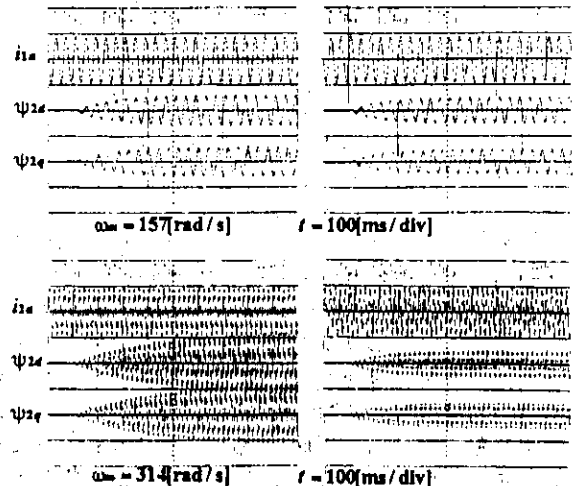 i1a
ψ2d
ψ2q
ωm = 157[rad / s] t = 100[ms / div]
i1a
ψ2d
ψ2q
ωm = 314[rad / s] t = 100[ms / div]